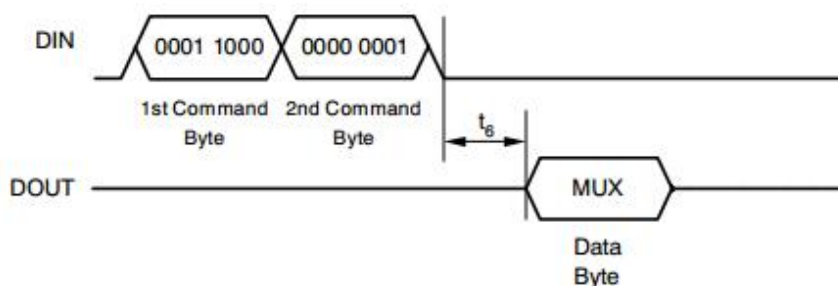 DIN 0001 1000 0000 0001
1st Command 2nd Command
Byte Byte
t6
DOUT MUX
Data
Byte